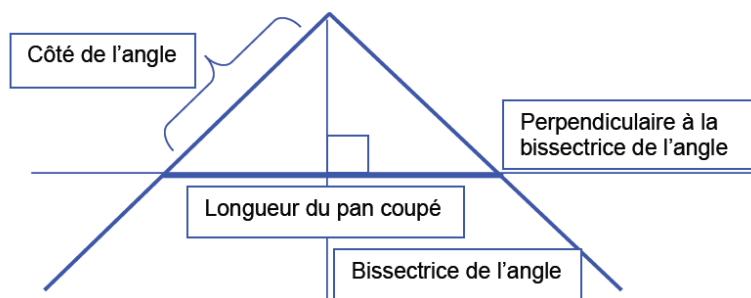 Côté de l’angle
Perpendiculaire à la
bissectrice de l’angle
Longueur du pan coupé
Bissectrice de l’angle